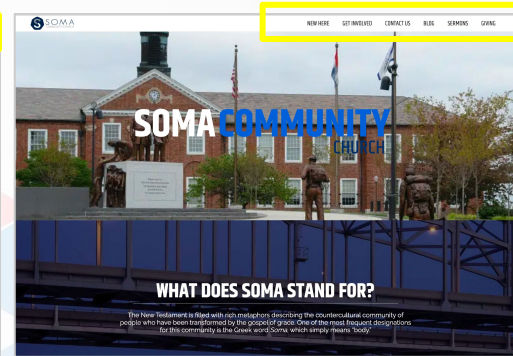 SOMA
NEW HERE GET INVOLVED CONTACT US BLOG SERMONS GIVING
SOMA COMMUNITY
CHURCH
WHAT DOES SOMA STAND FOR?
The New Testament is filled with rich metaphors describing the countercultural community of
people who have been transformed by the gospel of grace. One of the most frequent designations
for this community is the Greek word Soma, which simply means "body."